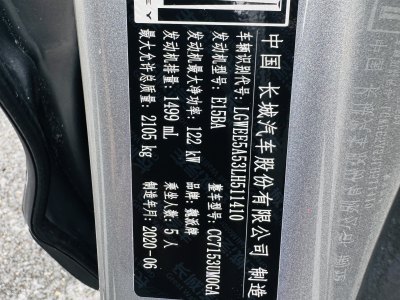 中国 长城汽车股份有限公司 制造
车辆识别代号: LGWEE5A53LH511410
发动机型号: E15BA 整车型号: CC7153UM0GA
发动机最大净功率: 122 kW 品牌: 魏派牌
发动机排量: 1499 mL 乘坐人数: 5 人
最大允许总质量: 2105 kg 制造年月: 2020-06